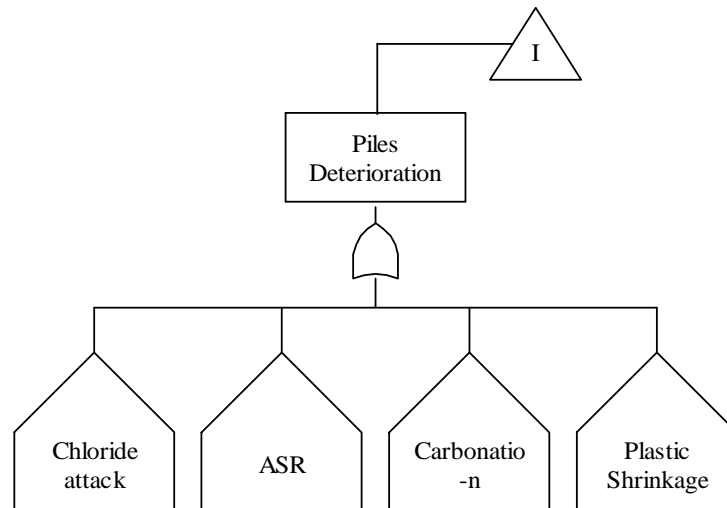 I
Piles
Deterioration
Chloride
attack
ASR
Carbonatio
-n
Plastic
Shrinkage